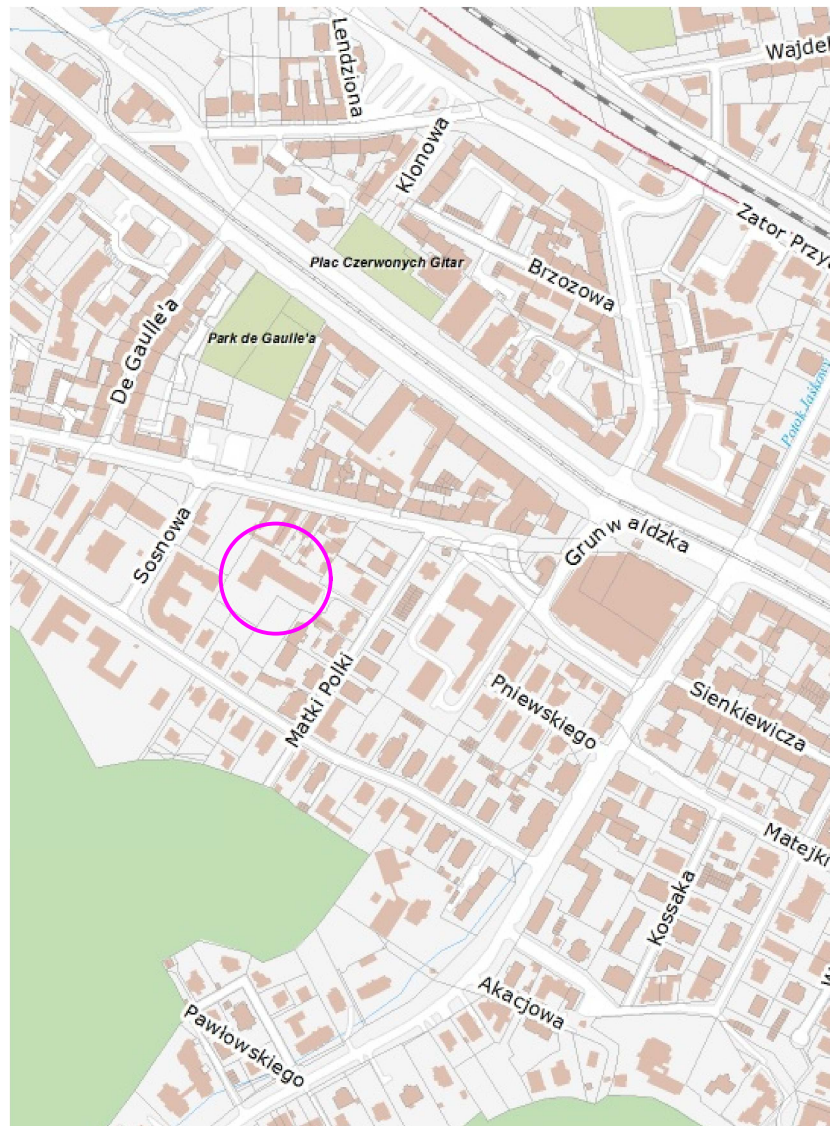 Lendziona
Wajdel
Klonowa
Zator Przyt
Plac Czerwonych Gitar
Brzozowa
De Gaulle'a
Park de Gaulle'a
Potok Jaśkowy
Sosnowa
Grunwaldzka
Matki Polki
Pniewskiego
Sienkiewicza
Matejki
Kossaka
Akacjowa
Pawłowskiego